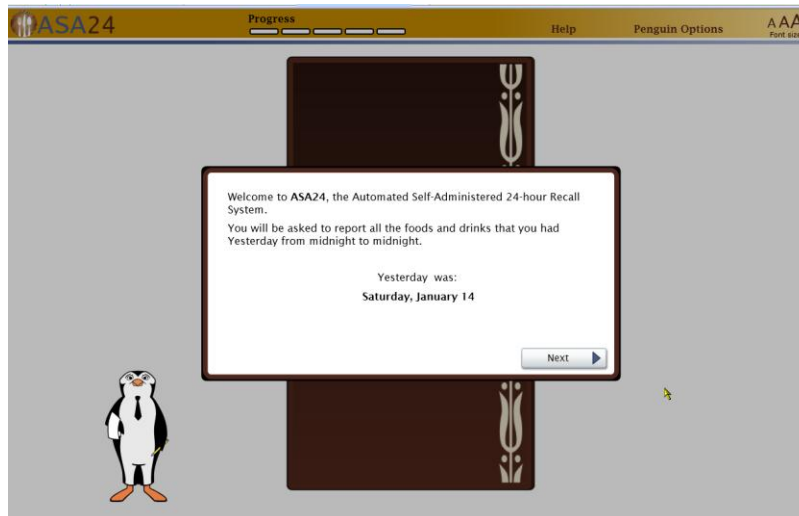 ASA24
Progress
Help
Penguin Options
A AA
Font size
Welcome to ASA24, the Automated Self-Administered 24-hour Recall
System.
You will be asked to report all the foods and drinks that you had
Yesterday from midnight to midnight.
Yesterday was:
Saturday, January 14
Next